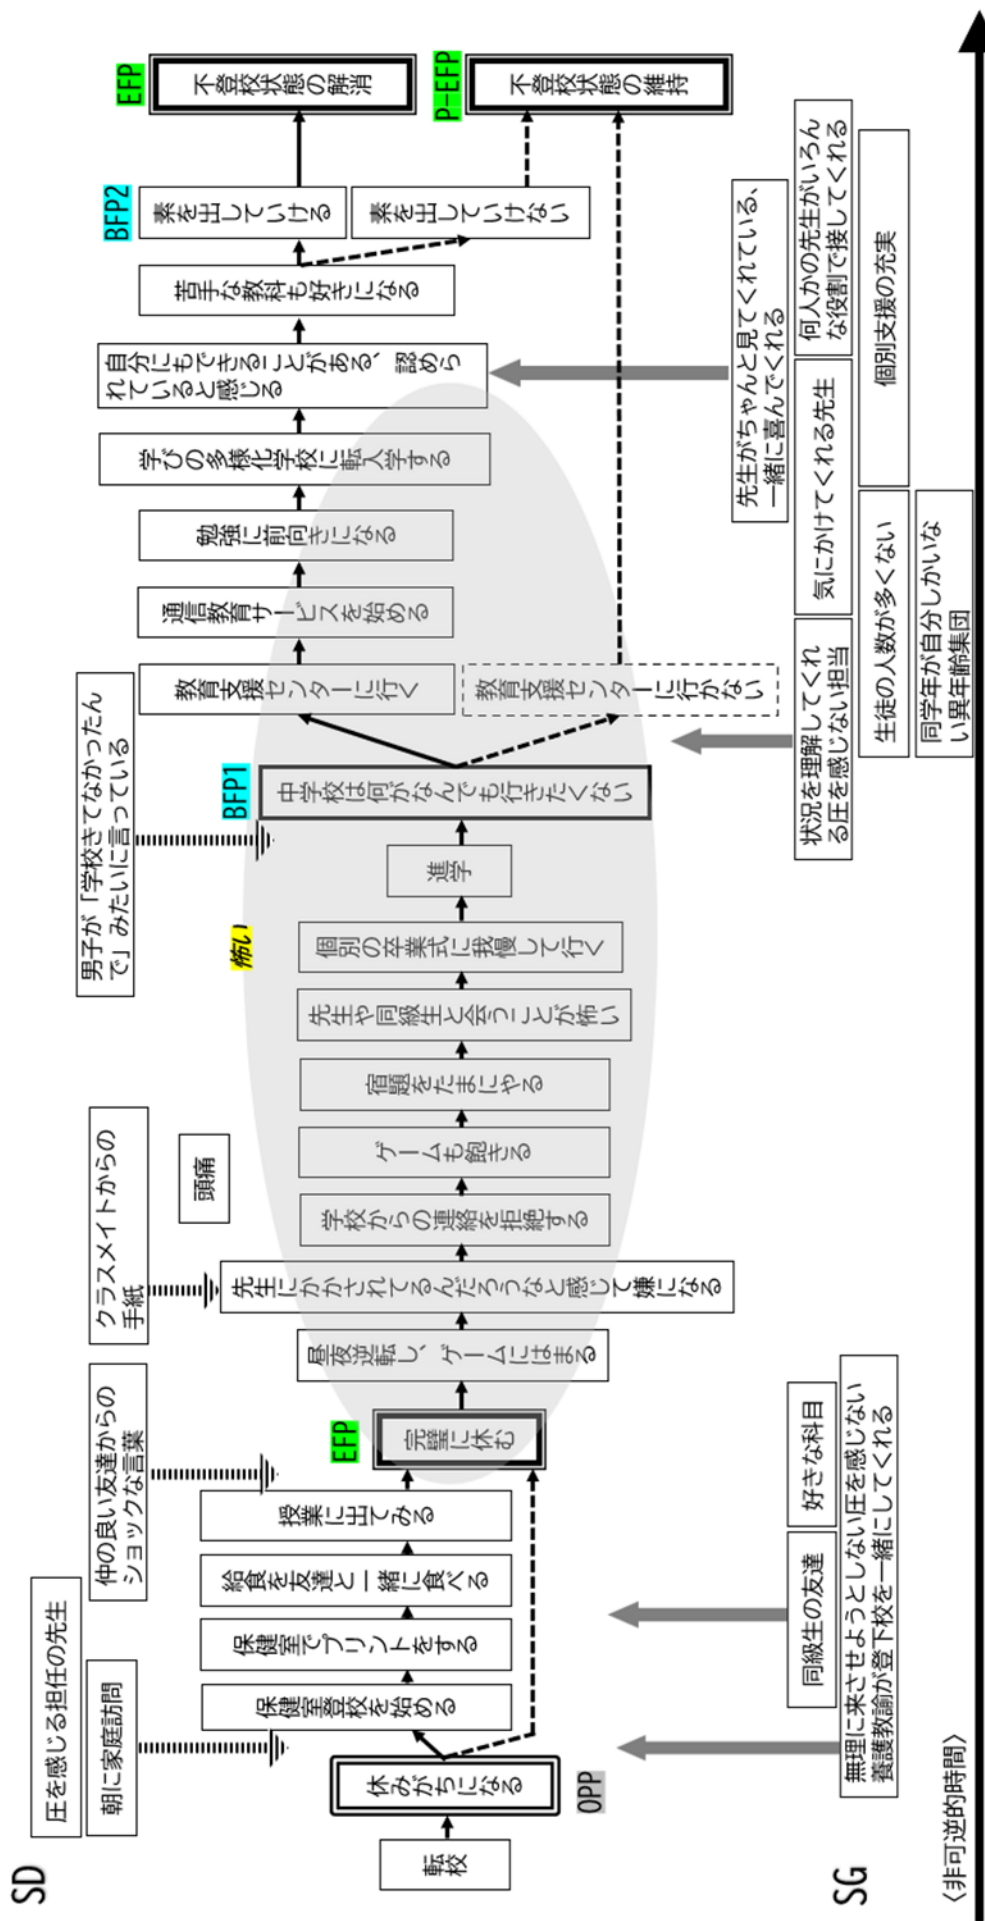 SD
圧を感じる担任の先生
朝に家庭訪問
仲の良い友達からの
ショックな言葉
クラスメイトからの
手紙
頭痛
男子が「学校きてなかったん
で」みたいに言っている
怖い
転校
休みがちになる
OPP
保健室登校を始める
保健室でプリントをする
給食を友達と一緒に食べる
授業に出てみる
EFP
完璧に休む
昼夜逆転し、ゲームにはまる
先生にかかされてるんだろうなと感じて嫌になる
学校からの連絡を拒絶する
ゲームも飽きる
宿題をたまにやる
先生や同級生と会うことが怖い
個別の卒業式に我慢して行く
進学
BFP1
中学校は何がなんでも行きたくない
教育支援センターに行く
教育支援センターに行かない
通信教育サービスを始める
勉強に前向きになる
学びの多様化学校に転入学する
自分にもできることがある、認めら
れていると感じる
苦手な教科も好きになる
BFP2
素を出していける
素を出していけない
EFP
不登校状態の解消
P-EFP
不登校状態の維持
SG
無理に来させようとしない圧を感じない
養護教諭が登下校を一緒にしてくれる
同級生の友達
好きな科目
状況を理解してくれ
る圧を感じない担当
気にかけてくれる先生
何人かの先生がいろん
な役割で接してくれる
生徒の人数が多くない
個別支援の充実
同学年が自分しかいな
い異年齢集団
先生がちゃんと見てくれている、
一緒に喜んでくれる
〈非可逆的時間〉